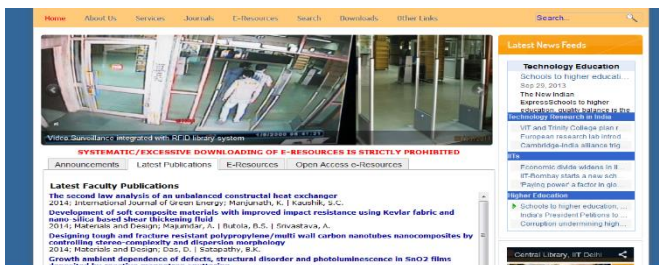 Home About Us Services Journals E-Resources Search Downloads Other Links Search...
Video Surveillance integrated with RFID library system
SYSTEMATIC/EXCESSIVE DOWNLOADING OF E-RESOURCES IS STRICTLY PROHIBITED
Announcements Latest Publications E-Resources Open Access e-Resources
Latest Faculty Publications
The second law analysis of an unbalanced constructal heat exchanger
2014; International Journal of Green Energy; Manjunath, K. | Kaushik, S.C.
Development of soft composite materials with improved impact resistance using Kevlar fabric and
nano-silica based shear thickening fluid
2014; Materials and Design; Majumdar, A. | Butola, B.S. | Srivastava, A.
Designing tough and fracture resistant polypropylene/multi wall carbon nanotubes nanocomposites by
controlling stereo-complexity and dispersion morphology
2014; Materials and Design; Das, D. | Satapathy, B.K.
Growth ambient dependence of defects, structural disorder and photoluminescence in SnO2 films
Latest News Feeds
Technology Education
Schools to higher educati...
Sep 29, 2013
The New Indian
ExpressSchools to higher
education, quality balance is the
Technology Research in India
VIT and Trinity College plan r...
European research lab introd...
Cambridge-India alliance trig...
IITs
Economic divide widens in II...
IIT-Bombay starts a new sch...
'Paying power' a factor in gle...
Higher Education
Schools to higher education, ...
India's President Petitions to ...
Corruption undermining high...
Central Library, IIT Delhi